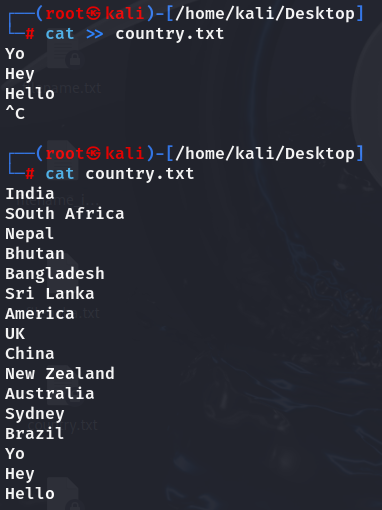 ┌──(root㉿kali)-[/home/kali/Desktop]
└─# cat >> country.txt
Yo
Hey
Hello
^C
┌──(root㉿kali)-[/home/kali/Desktop]
└─# cat country.txt
India
SOuth Africa
Nepal
Bhutan
Bangladesh
Sri Lanka
America
UK
China
New Zealand
Australia
Sydney
Brazil
Yo
Hey
Hello